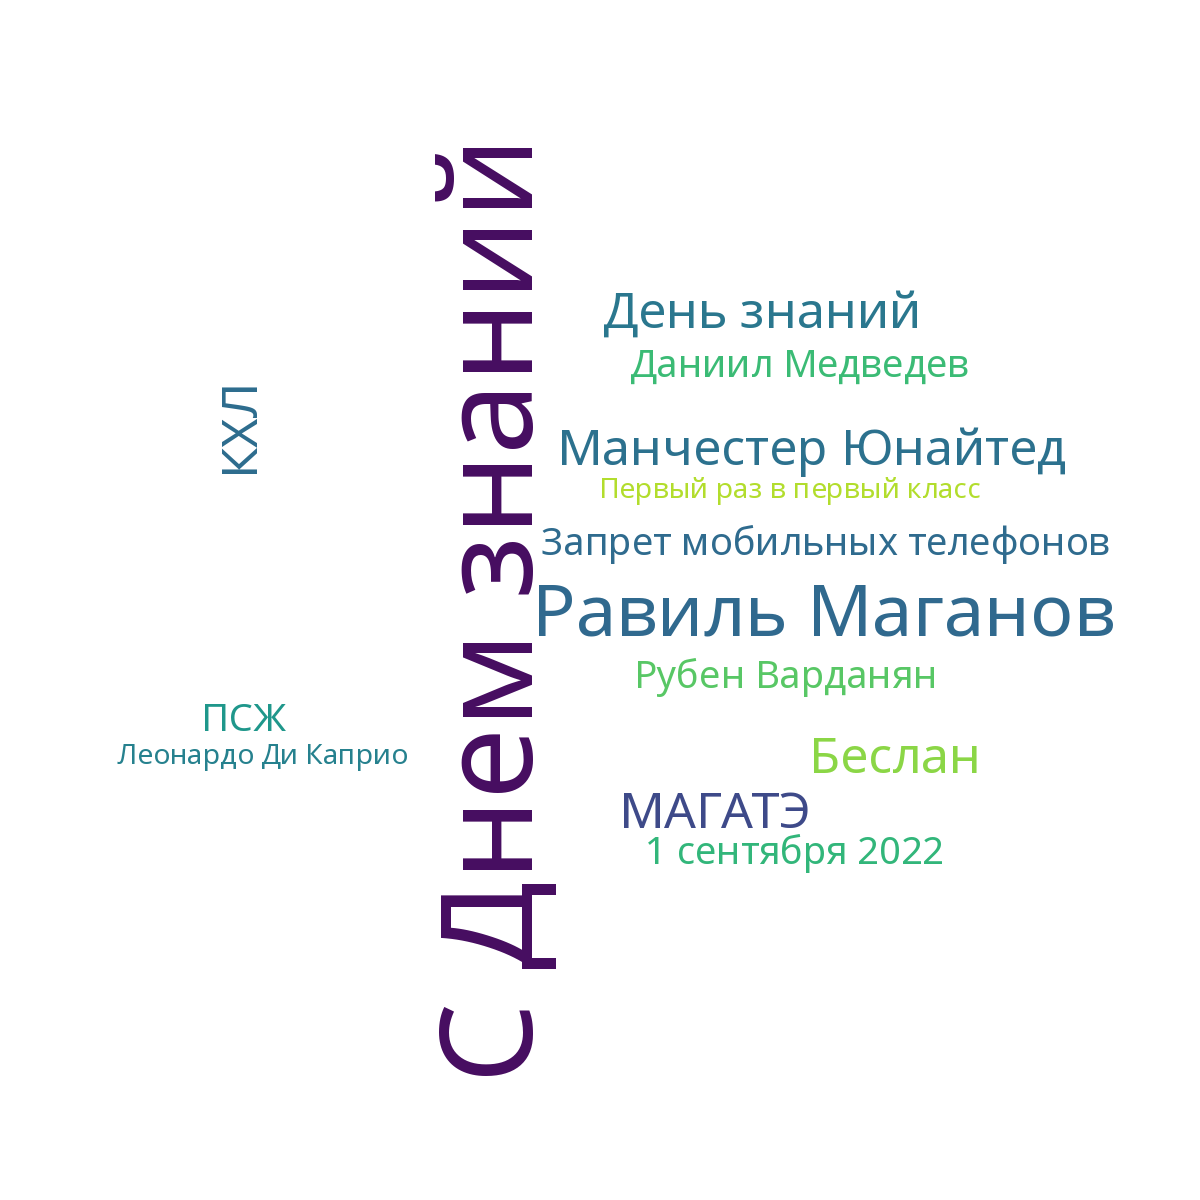 С Днем знаний
День знаний
Даниил Медведев
КХЛ
Манчестер Юнайтед
Первый раз в первый класс
Запрет мобильных телефонов
Равиль Маганов
Рубен Варданян
ПСЖ
Леонардо Ди Каприо
Беслан
МАГАТЭ
1 сентября 2022